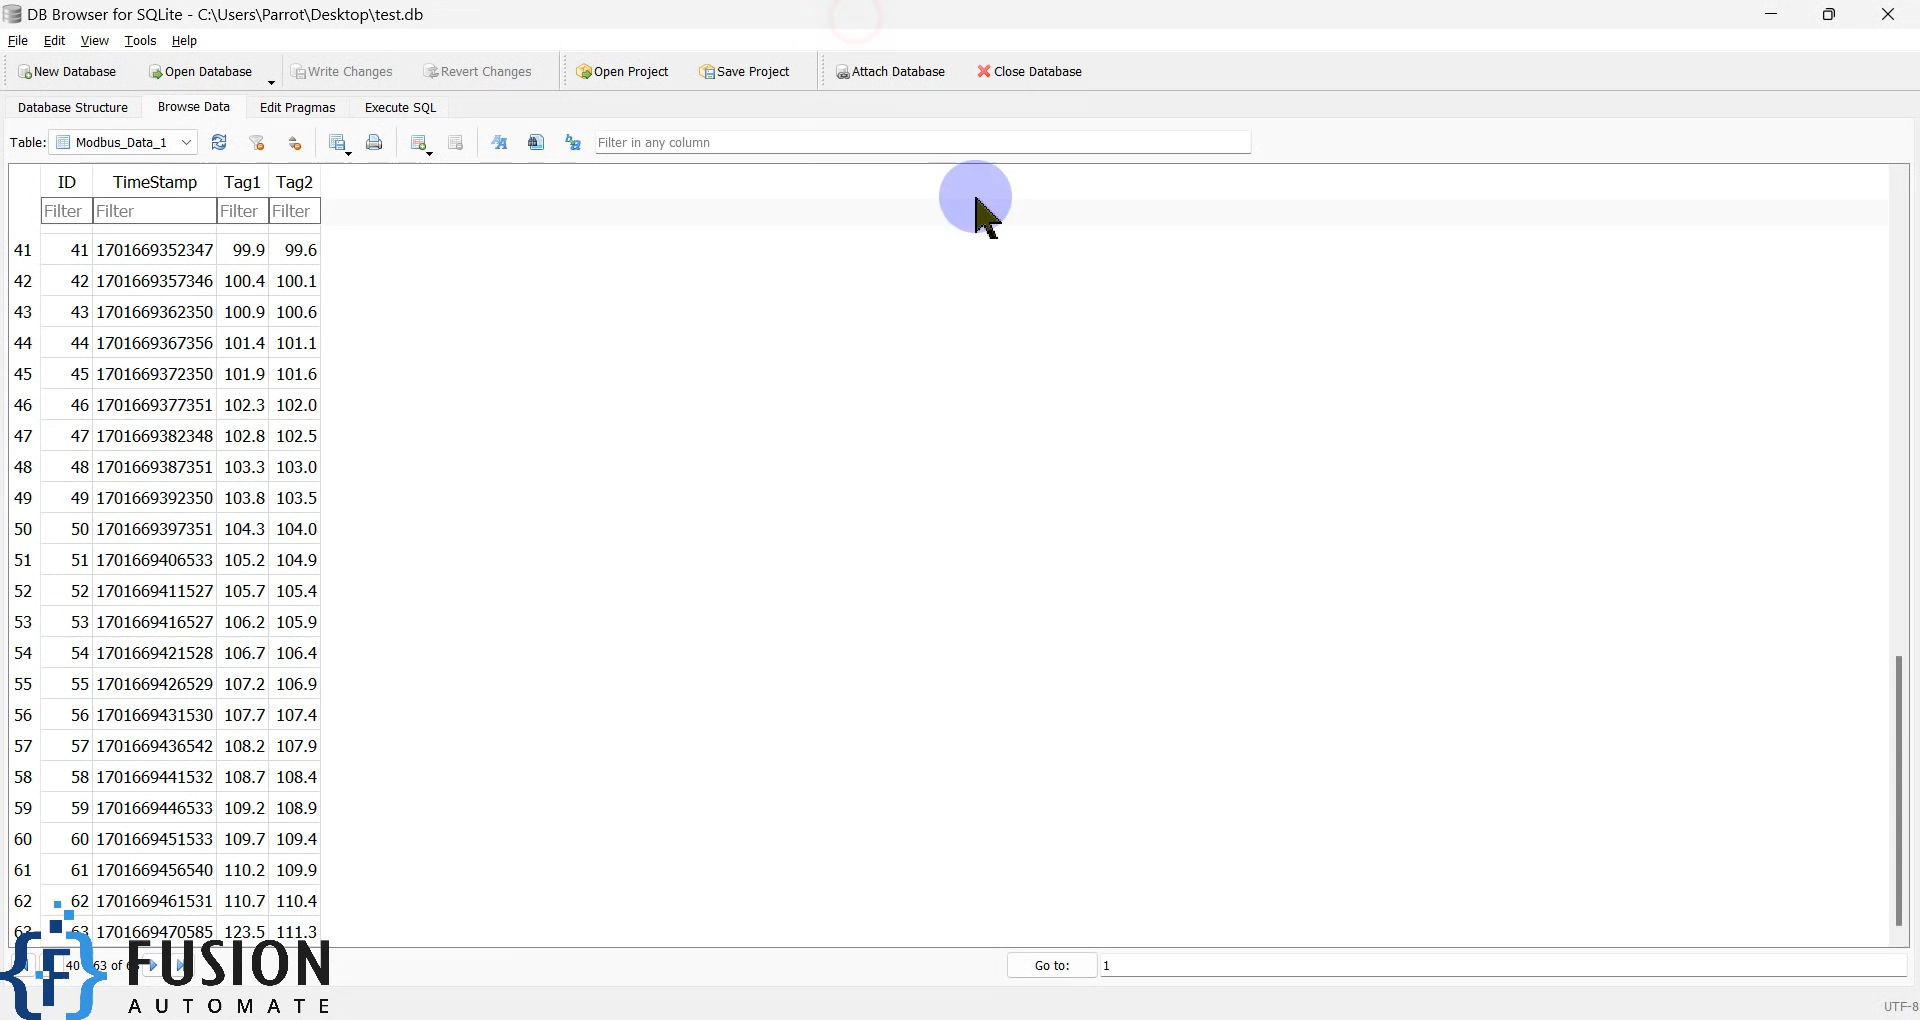 DB Browser for SQLite - C:\Users\Parrot\Desktop\test.db
File Edit View Tools Help
New Database Open Database Write Changes Revert Changes Open Project Save Project Attach Database Close Database
Database Structure Browse Data Edit Pragmas Execute SQL
Table: Modbus_Data_1 Filter in any column
ID TimeStamp Tag1 Tag2
Filter Filter Filter Filter
41 41 1701669352347 99.9 99.6
42 42 1701669357346 100.4 100.1
43 43 1701669362350 100.9 100.6
44 44 1701669367356 101.4 101.1
45 45 1701669372350 101.9 101.6
46 46 1701669377351 102.3 102.0
47 47 1701669382348 102.8 102.5
48 48 1701669387351 103.3 103.0
49 49 1701669392350 103.8 103.5
50 50 1701669397351 104.3 104.0
51 51 1701669406533 105.2 104.9
52 52 1701669411527 105.7 105.4
53 53 1701669416527 106.2 105.9
54 54 1701669421528 106.7 106.4
55 55 1701669426529 107.2 106.9
56 56 1701669431530 107.7 107.4
57 57 1701669436542 108.2 107.9
58 58 1701669441532 108.7 108.4
59 59 1701669446533 109.2 108.9
60 60 1701669451533 109.7 109.4
61 61 1701669456540 110.2 109.9
62 62 1701669461531 110.7 110.4
63 63 1701669470585 123.5 111.3
40 63 of Go to: 1
FUSION
AUTOMATE
UTF-8